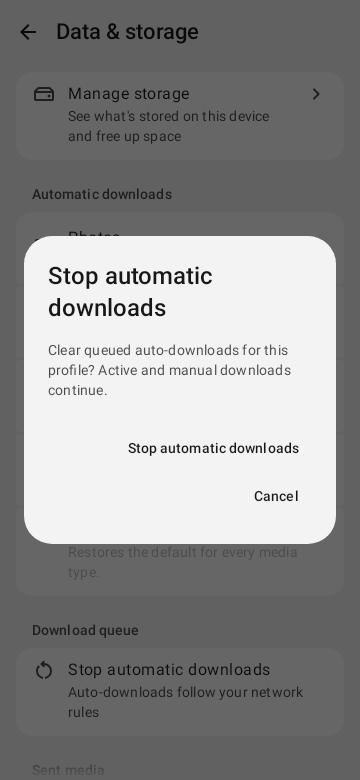 Data & storage
Manage storage
See what's stored on this device
and free up space
Automatic downloads
Photos
Stop automatic
downloads
Clear queued auto-downloads for this
profile? Active and manual downloads
continue.
Stop automatic downloads
Cancel
Restores the default for every media
type.
Download queue
Stop automatic downloads
Auto-downloads follow your network
rules
Sent media